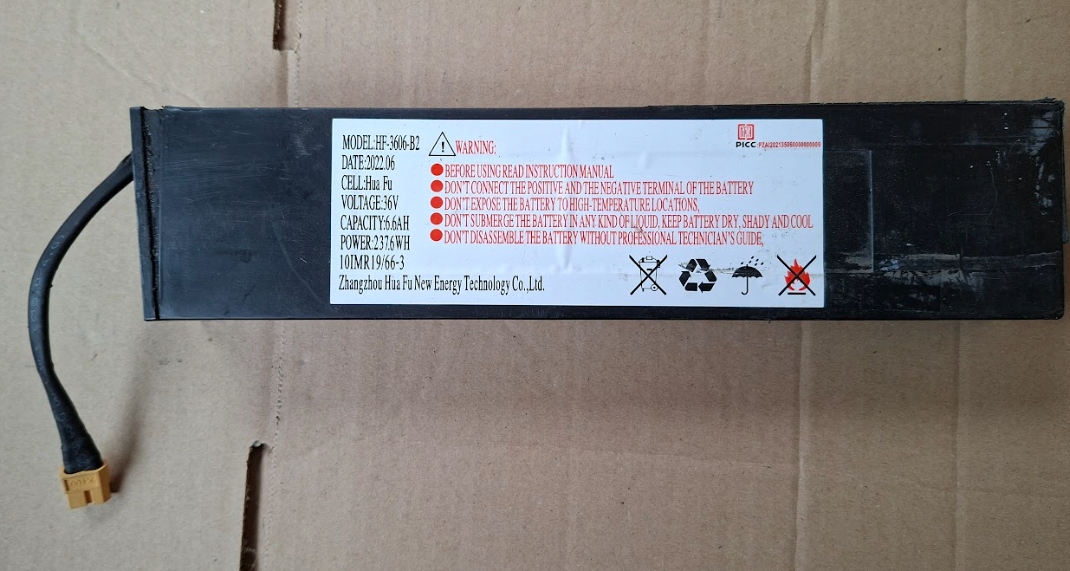 MODEL:HF-3606-B2
DATE:2022.06
CELL:Hua Fu
VOLTAGE:36V
CAPACITY:6.6AH
POWER:237.6WH
10IMR19/66-3
Zhangzhou Hua Fu New Energy Technology Co.,Ltd.
WARNING:
BEFORE USING READ INSTRUCTION MANUAL
DON'T CONNECT THE POSITIVE AND THE NEGATIVE TERMINAL OF THE BATTERY
DON'T EXPOSE THE BATTERY TO HIGH-TEMPERATURE LOCATIONS,
DON'T SUBMERGE THE BATTERY IN ANY KIND OF LIQUID. KEEP BATTERY DRY, SHADY AND COOL
DON'T DISASSEMBLE THE BATTERY WITHOUT PROFESSIONAL TECHNICIAN'S GUIDE,
PICC